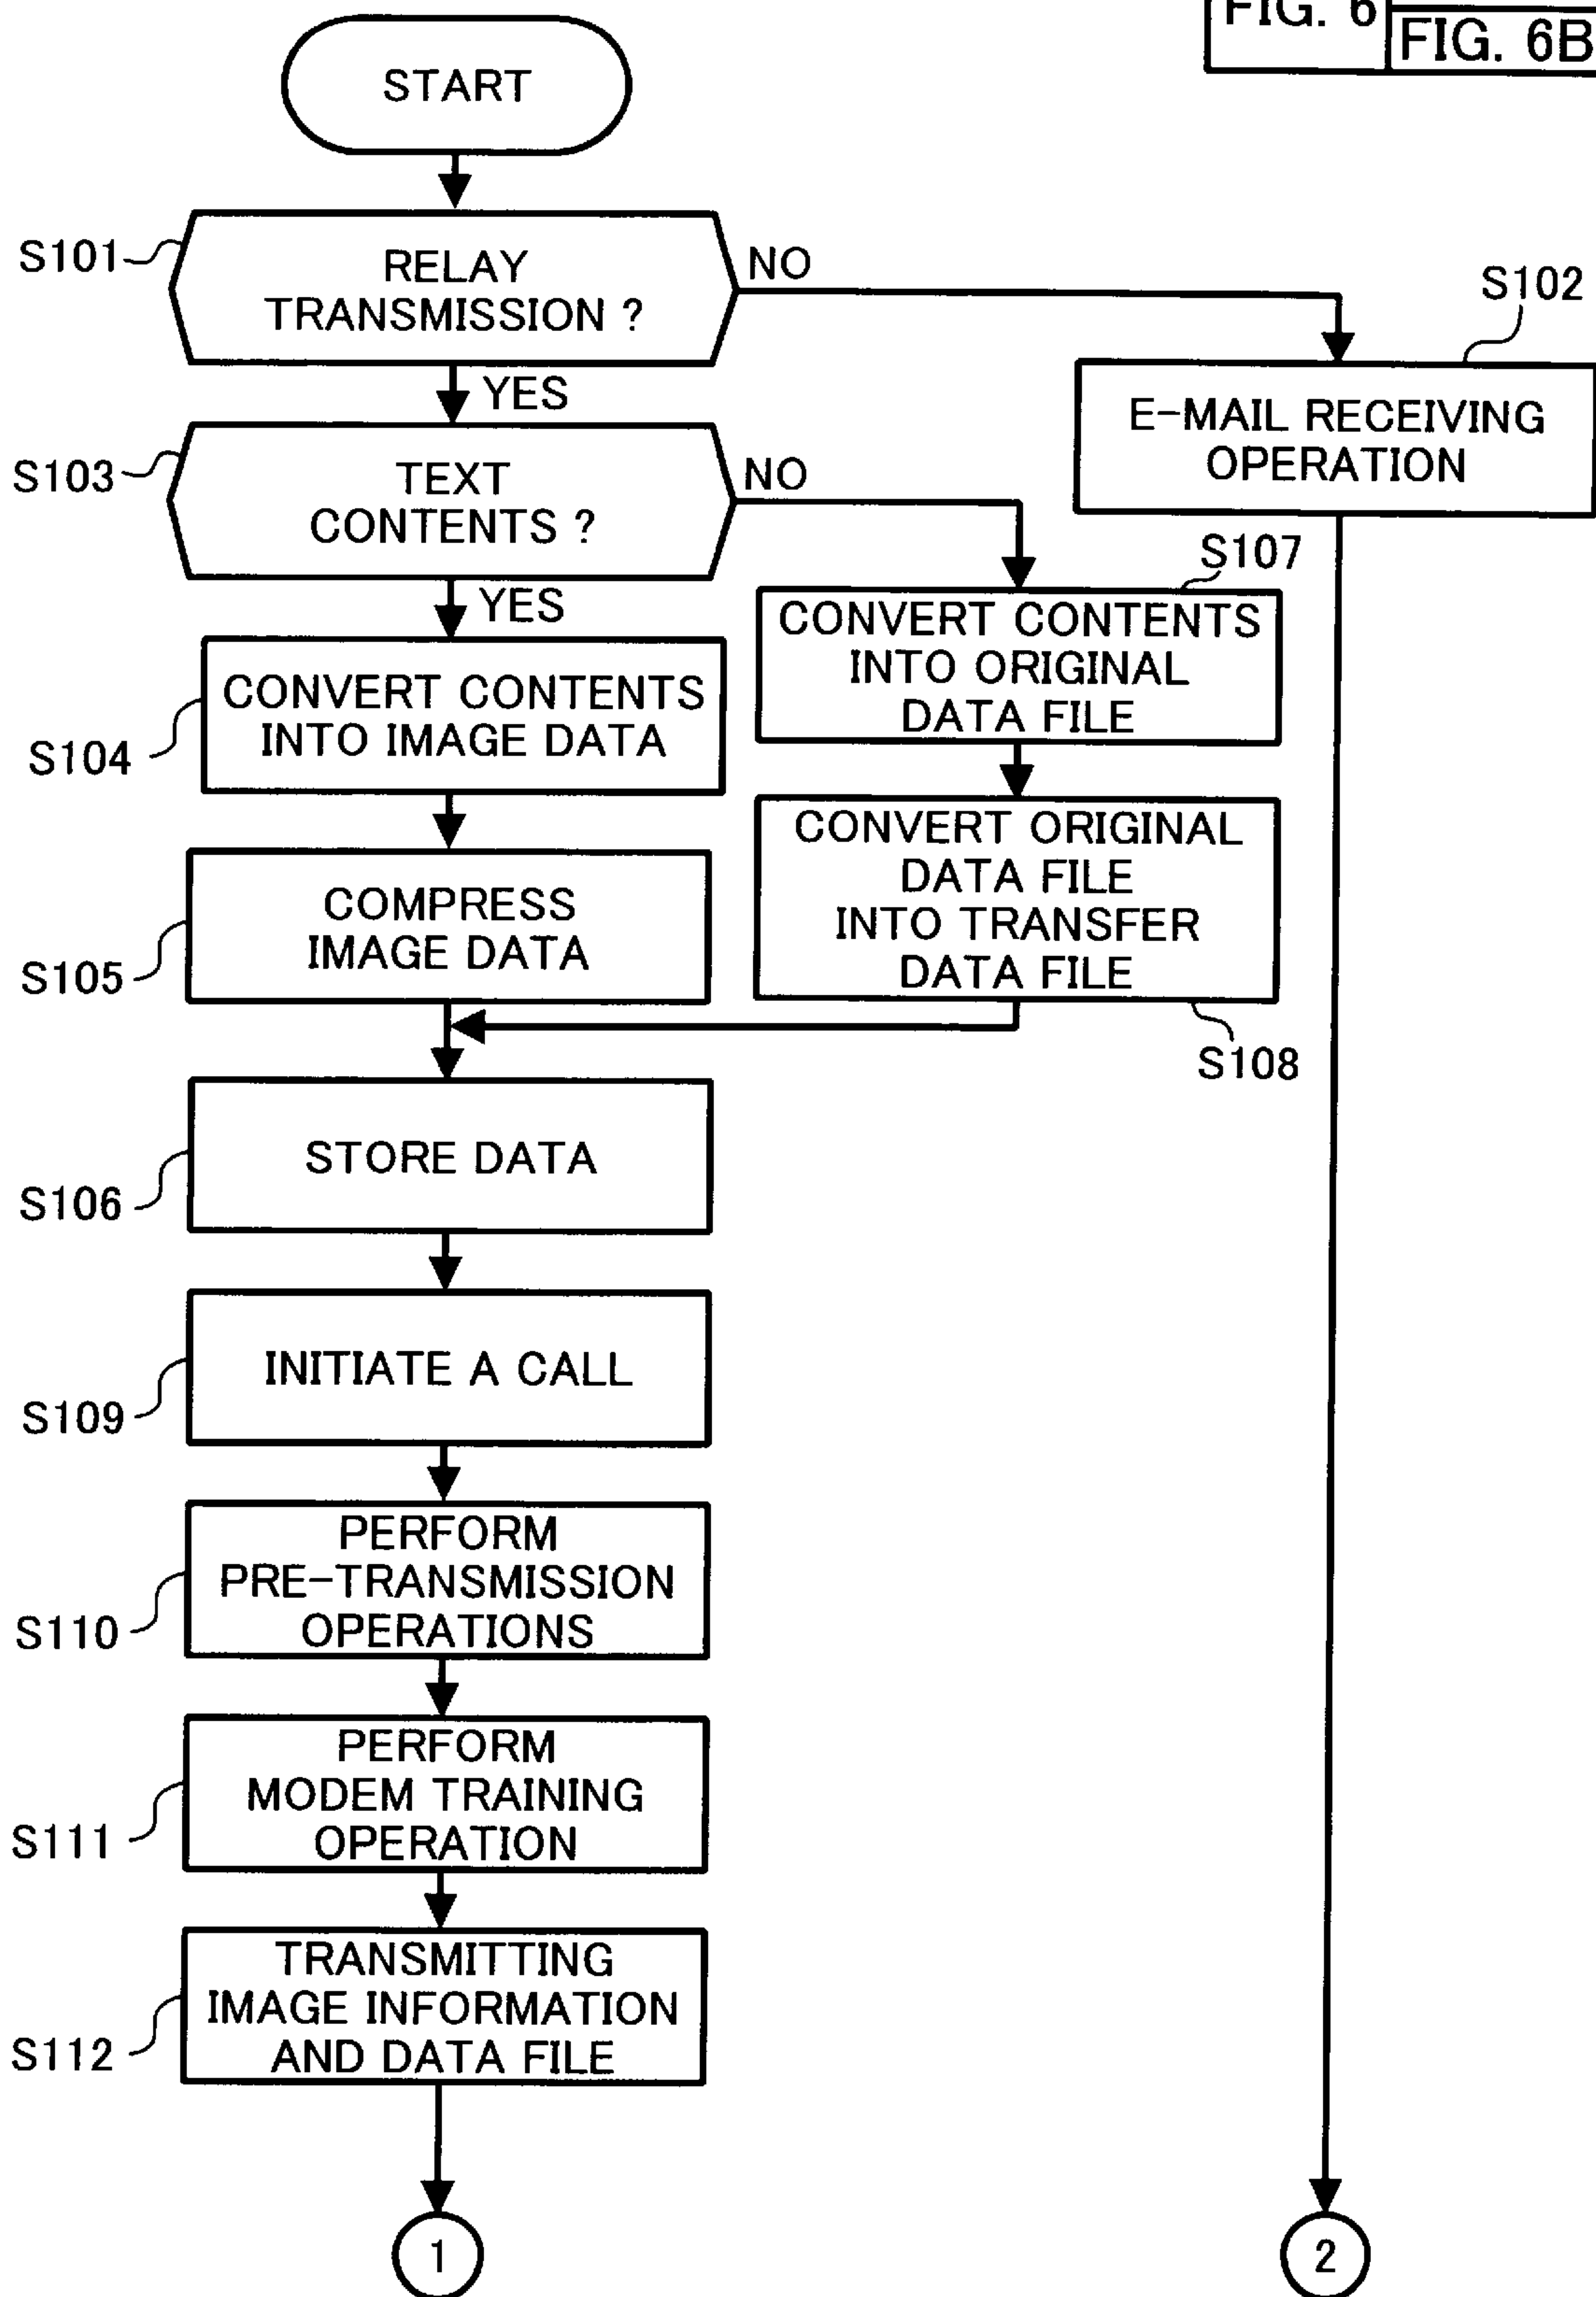 FIG. 6
FIG. 6B
START
S101
RELAY
TRANSMISSION ?
NO
S102
YES
E-MAIL RECEIVING
OPERATION
S103
TEXT
CONTENTS ?
NO
YES
S107
CONVERT CONTENTS
INTO ORIGINAL
DATA FILE
S104
CONVERT CONTENTS
INTO IMAGE DATA
CONVERT ORIGINAL
DATA FILE
INTO TRANSFER
DATA FILE
S108
S105
COMPRESS
IMAGE DATA
S106
STORE DATA
S109
INITIATE A CALL
S110
PERFORM
PRE-TRANSMISSION
OPERATIONS
S111
PERFORM
MODEM TRAINING
OPERATION
S112
TRANSMITTING
IMAGE INFORMATION
AND DATA FILE
1
2